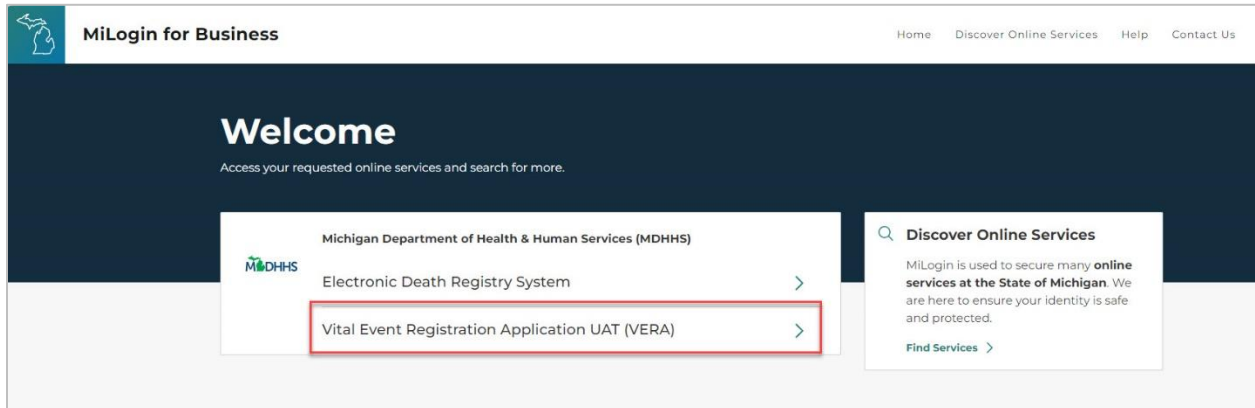 MiLogin for Business
Home Discover Online Services Help Contact Us
Welcome
Access your requested online services and search for more.
Michigan Department of Health & Human Services (MDHHS)
MDHHS
Electronic Death Registry System
Vital Event Registration Application UAT (VERA)
Discover Online Services
MiLogin is used to secure many online
services at the State of Michigan. We
are here to ensure your identity is safe
and protected.
Find Services